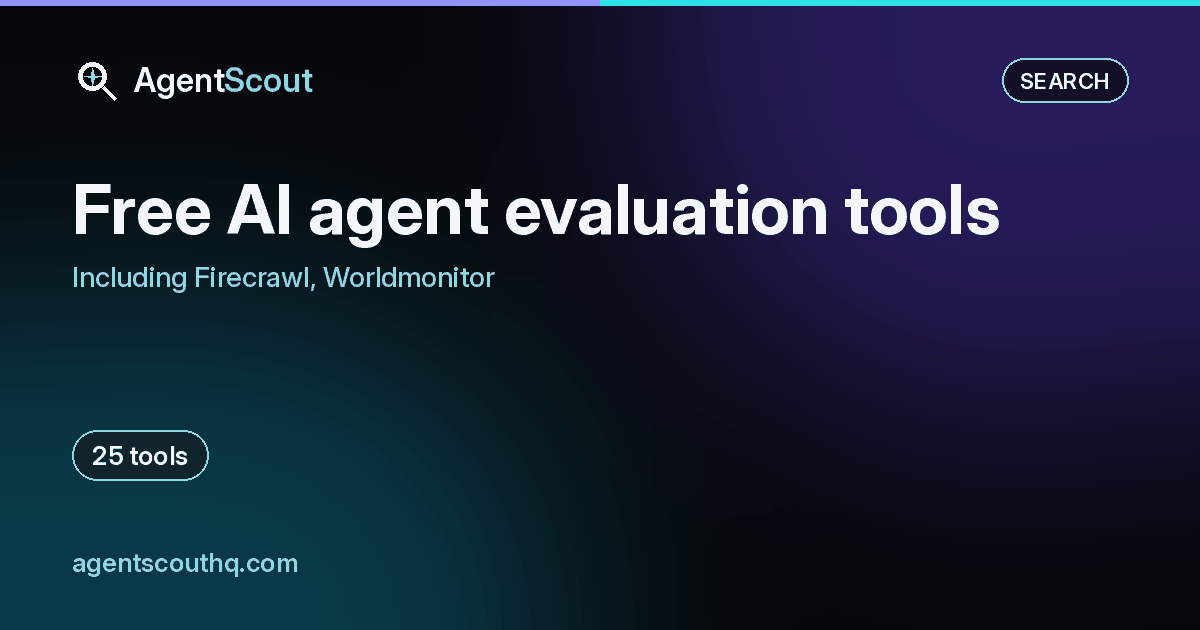 AgentScout
SEARCH
Free AI agent evaluation tools
Including Firecrawl, Worldmonitor
25 tools
agentscouthq.com